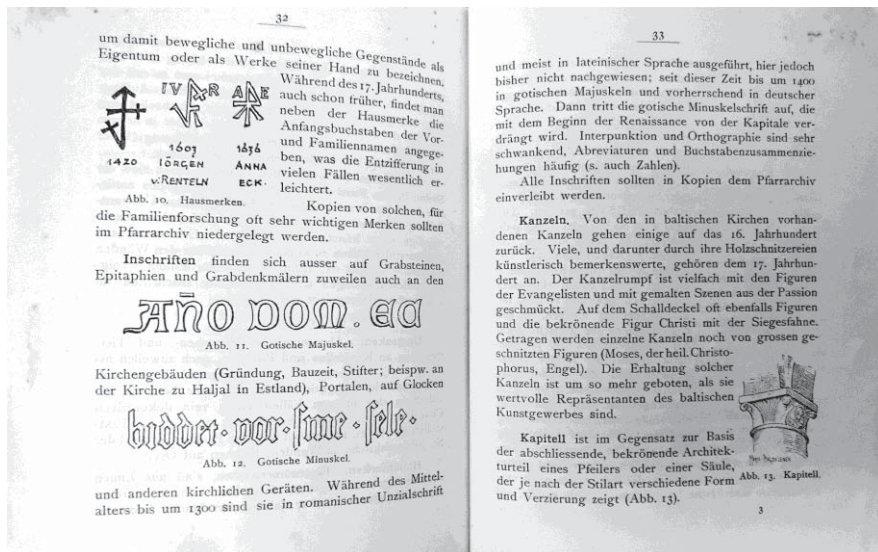 32
um damit bewegliche und unbewegliche Gegenstände als
Eigentum oder als Werke seiner Hand zu bezeichnen.
Während des 17. Jahrhunderts,
auch schon früher, findet man
neben der Hausmerke die
Anfangsbuchstaben der Vor-
und Familiennamen angege-
ben, was die Entzifferung in
vielen Fällen wesentlich er-
leichtert.
IV R
A E
1420
1607
IÖRGEN
v. RENTELN
1636
ANNA
ECK.
Abb. 10. Hausmerken.
Kopien von solchen, für
die Familienforschung oft sehr wichtigen Merken sollten
im Pfarrarchiv niedergelegt werden.
Inschriften finden sich ausser auf Grabsteinen,
Epitaphien und Grabdenkmälern zuweilen auch an den
AÑO DOM. EC
Abb. 11. Gotische Majuskel.
Kirchengebäuden (Gründung, Bauzeit, Stifter; beispw. an
der Kirche zu Haljal in Estland), Portalen, auf Glocken
biddet · vor · sine · sele ·
Abb. 12. Gotische Minuskel.
und anderen kirchlichen Geräten. Während des Mittel-
alters bis um 1300 sind sie in romanischer Unzialschrift
33
und meist in lateinischer Sprache ausgeführt, hier jedoch
bisher nicht nachgewiesen; seit dieser Zeit bis um 1400
in gotischen Majuskeln und vorherrschend in deutscher
Sprache. Dann tritt die gotische Minuskelschrift auf, die
mit dem Beginn der Renaissance von der Kapitale ver-
drängt wird. Interpunktion und Orthographie sind sehr
schwankend, Abreviaturen und Buchstabenzusammenzie-
hungen häufig (s. auch Zahlen).
Alle Inschriften sollten in Kopien dem Pfarrarchiv
einverleibt werden.
Kanzeln. Von den in baltischen Kirchen vorhan-
denen Kanzeln gehen einige auf das 16. Jahrhundert
zurück. Viele, und darunter durch ihre Holzschnitzereien
künstlerisch bemerkenswerte, gehören dem 17. Jahrhun-
dert an. Der Kanzelrumpf ist vielfach mit den Figuren
der Evangelisten und mit gemalten Szenen aus der Passion
geschmückt. Auf dem Schalldeckel oft ebenfalls Figuren
und die bekrönende Figur Christi mit der Siegesfahne.
Getragen werden einzelne Kanzeln noch von grossen ge-
schnitzten Figuren (Moses, der heil. Christo-
phorus, Engel). Die Erhaltung solcher
Kanzeln ist um so mehr geboten, als sie
wertvolle Repräsentanten des baltischen
Kunstgewerbes sind.
Kapitell ist im Gegensatz zur Basis
der abschliessende, bekrönende Architek-
turteil eines Pfeilers oder einer Säule,
der je nach der Stilart verschiedene Form
und Verzierung zeigt (Abb. 13).
Abb. 13. Kapitell.
3